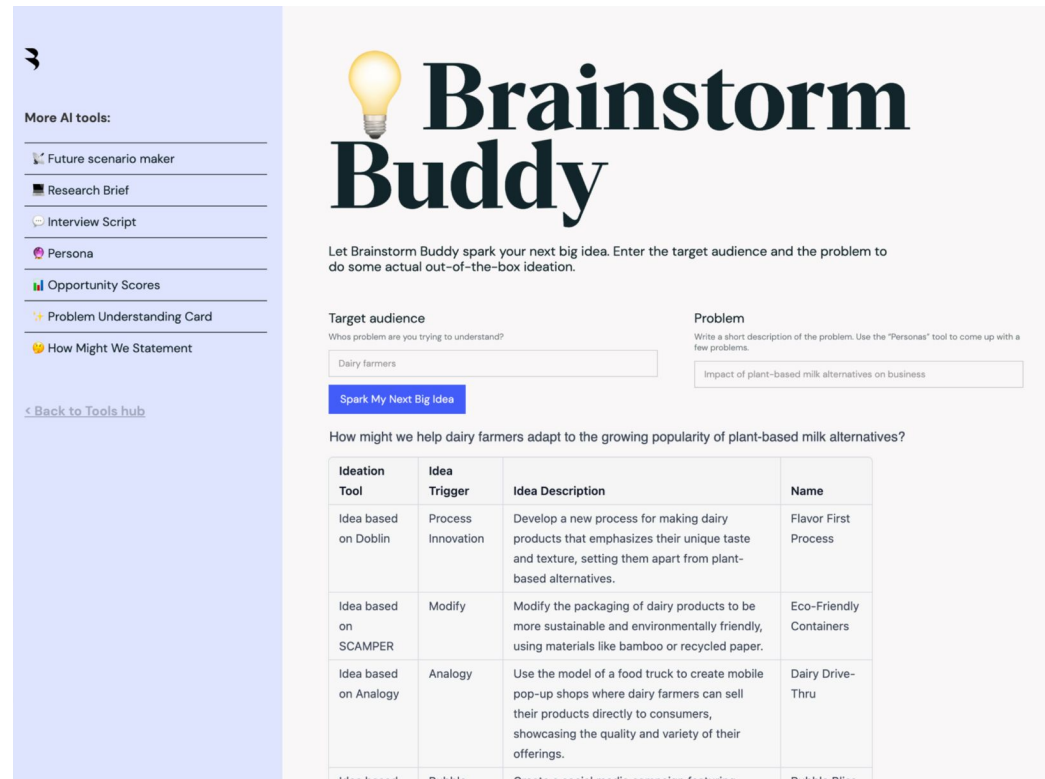 More AI tools:
Future scenario maker
Research Brief
Interview Script
Persona
Opportunity Scores
Problem Understanding Card
How Might We Statement
< Back to Tools hub
Brainstorm
Buddy
Let Brainstorm Buddy spark your next big idea. Enter the target audience and the problem to
do some actual out-of-the-box ideation.
Target audience
Whos problem are you trying to understand?
Dairy farmers
Spark My Next Big Idea
Problem
Write a short description of the problem. Use the "Personas" tool to come up with a
few problems.
Impact of plant-based milk alternatives on business
How might we help dairy farmers adapt to the growing popularity of plant-based milk alternatives?
Ideation
Tool
Idea
Trigger
Idea Description
Name
Idea based
on Doblin
Process
Innovation
Develop a new process for making dairy
products that emphasizes their unique taste
and texture, setting them apart from plant-
based alternatives.
Flavor First
Process
Idea based
on
SCAMPER
Modify
Modify the packaging of dairy products to be
more sustainable and environmentally friendly,
using materials like bamboo or recycled paper.
Eco-Friendly
Containers
Idea based
on Analogy
Analogy
Use the model of a food truck to create mobile
pop-up shops where dairy farmers can sell
their products directly to consumers,
showcasing the quality and variety of their
offerings.
Dairy Drive-
Thru